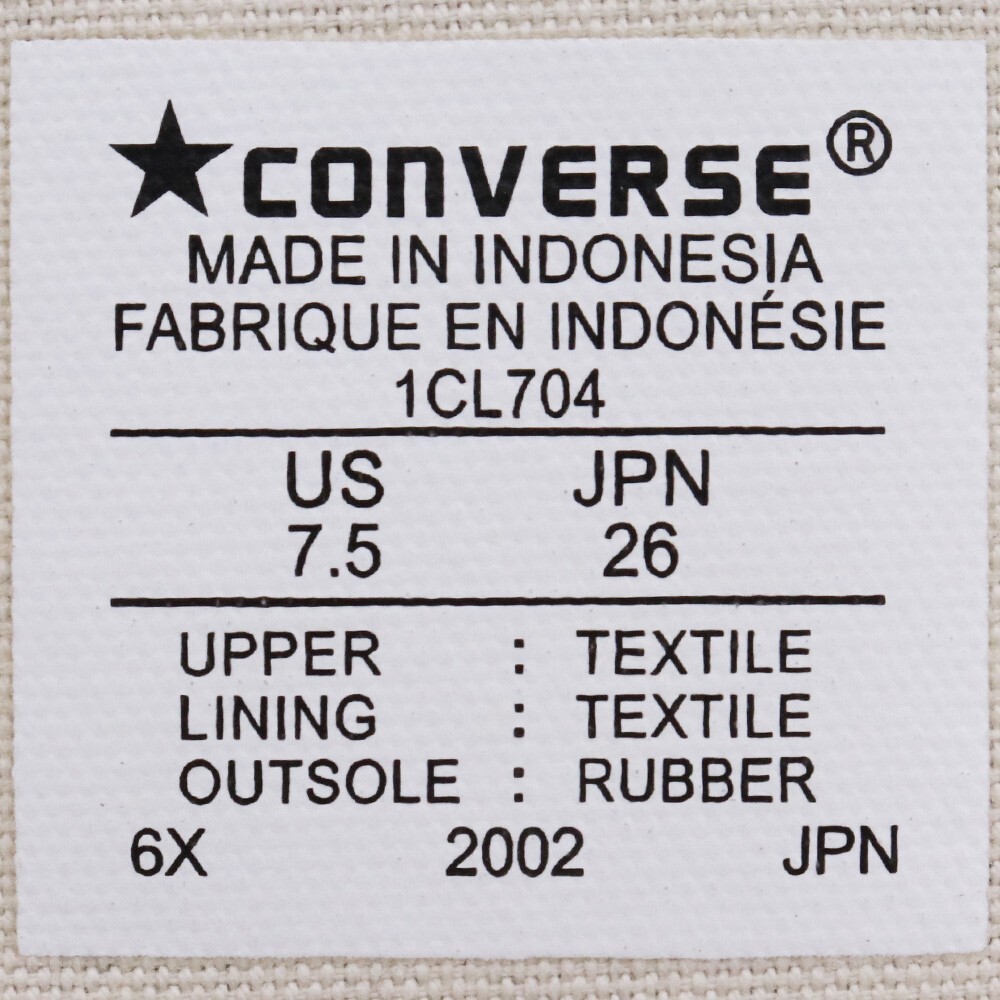 ★CONVERSE®
MADE IN INDONESIA
FABRIQUE EN INDONÉSIE
1CL704
US JPN
7.5 26
UPPER : TEXTILE
LINING : TEXTILE
OUTSOLE : RUBBER
6X 2002 JPN